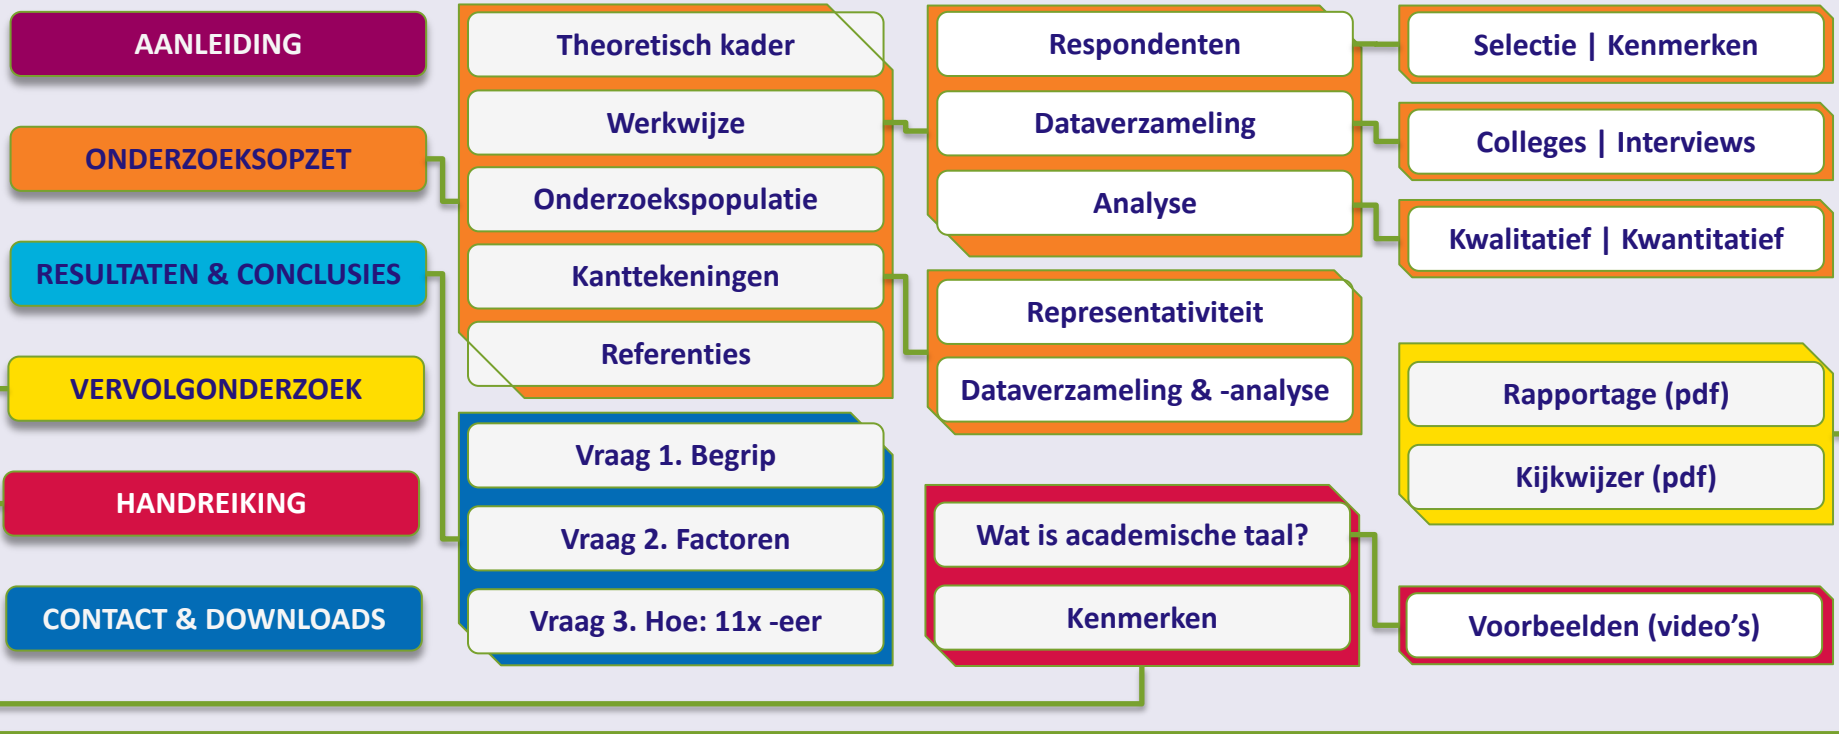 AANLEIDING
ONDERZOEKSOPZET
RESULTATEN & CONCLUSIES
VERVOLGONDERZOEK
HANDREIKING
CONTACT & DOWNLOADS
Theoretisch kader
Werkwijze
Onderzoekspopulatie
Kanttekeningen
Referenties
Vraag 1. Begrip
Vraag 2. Factoren
Vraag 3. Hoe: 11x -eer
Respondenten
Dataverzameling
Analyse
Representativiteit
Dataverzameling & -analyse
Wat is academische taal?
Kenmerken
Selectie | Kenmerken
Colleges | Interviews
Kwalitatief | Kwantitatief
Rapportage (pdf)
Kijkwijzer (pdf)
Voorbeelden (video’s)